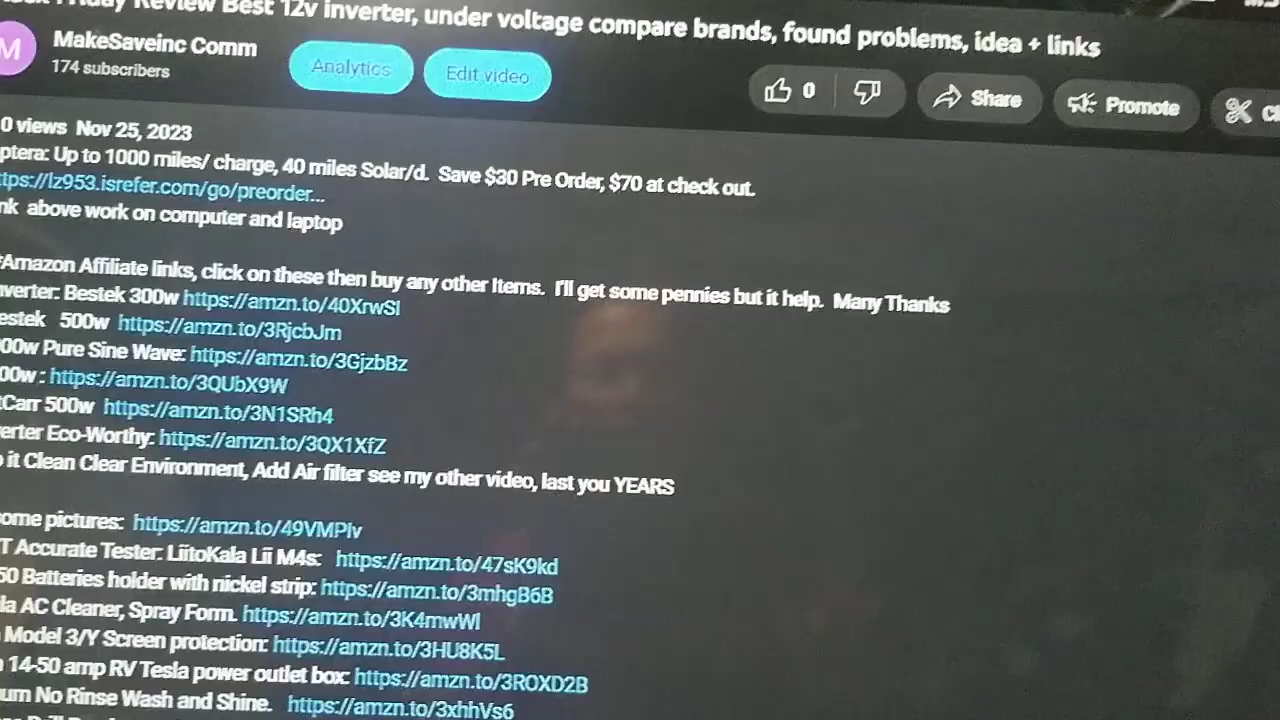 Review Best 12v inverter, under voltage compare brands, found problems, idea + links
M
MakeSaveinc Comm
174 subscribers
Analytics
Edit video
0
Share
Promote
0 views Nov 25, 2023
ptera: Up to 1000 miles/ charge, 40 miles Solar/d. Save $30 Pre Order, $70 at check out.
ttps://lz953.isrefer.com/go/preorder...
nk above work on computer and laptop
*Amazon Affiliate links, click on these then buy any other Items. I'll get some pennies but it help. Many Thanks
nverter: Bestek 300w https://amzn.to/40XrwSl
estek 500w https://amzn.to/3RjcbJm
00w Pure Sine Wave: https://amzn.to/3GjzbBz
00w : https://amzn.to/3QUbX9W
tCarr 500w https://amzn.to/3N1SRh4
erter Eco-Worthy: https://amzn.to/3QX1XfZ
it Clean Clear Environment, Add Air filter see my other video, last you YEARS
ome pictures: https://amzn.to/49VMPlv
T Accurate Tester: LiitoKala Lii M4s: https://amzn.to/47sK9kd
50 Batteries holder with nickel strip: https://amzn.to/3mhgB6B
la AC Cleaner, Spray Form. https://amzn.to/3K4mwWl
Model 3/Y Screen protection: https://amzn.to/3HU8K5L
14-50 amp RV Tesla power outlet box: https://amzn.to/3ROXD2B
um No Rinse Wash and Shine. https://amzn.to/3xhhVs6